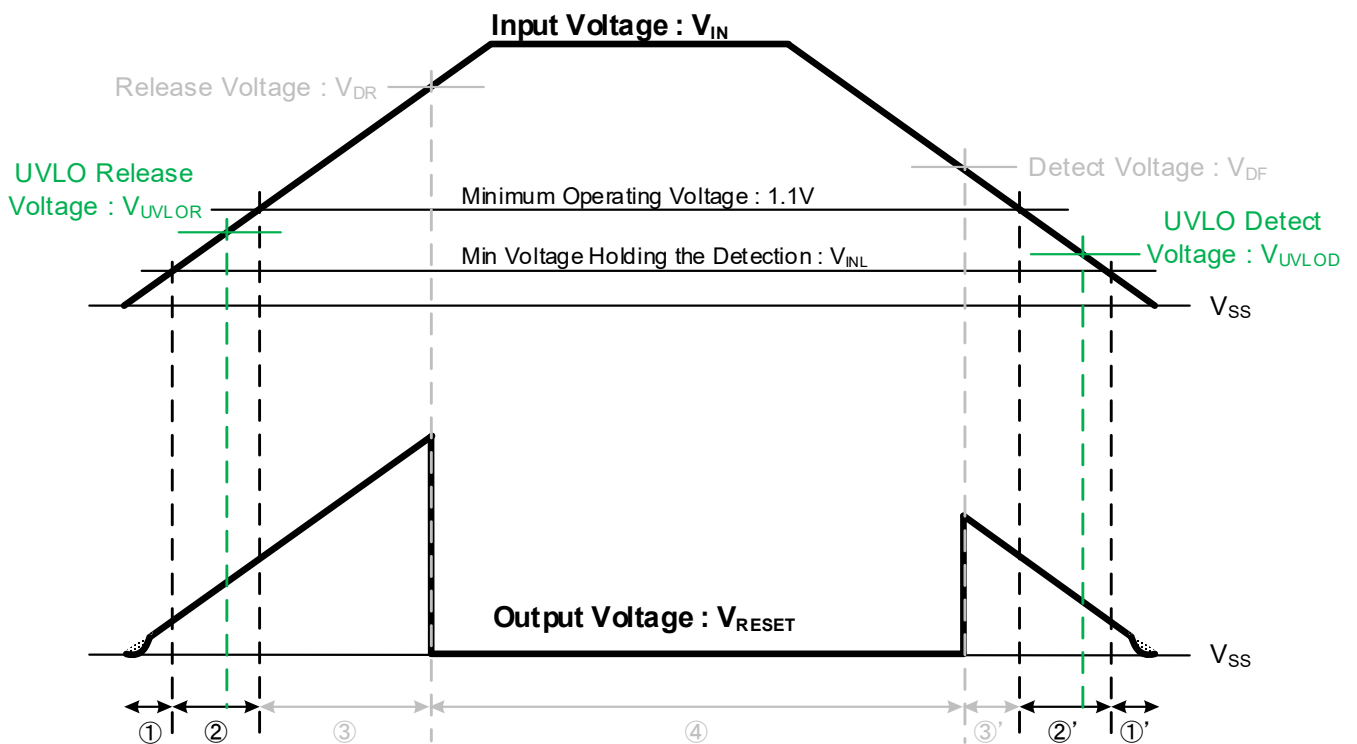 Input Voltage : VIN
Release Voltage : VDR
UVLO Release
Voltage : VUVLOR
Minimum Operating Voltage : 1.1V
Detect Voltage : VDF
UVLO Detect
Voltage : VUVLOD
Min Voltage Holding the Detection : VINL
VSS
Output Voltage : VRESET
VSS
① ② ③ ④ ③’ ②’ ①’